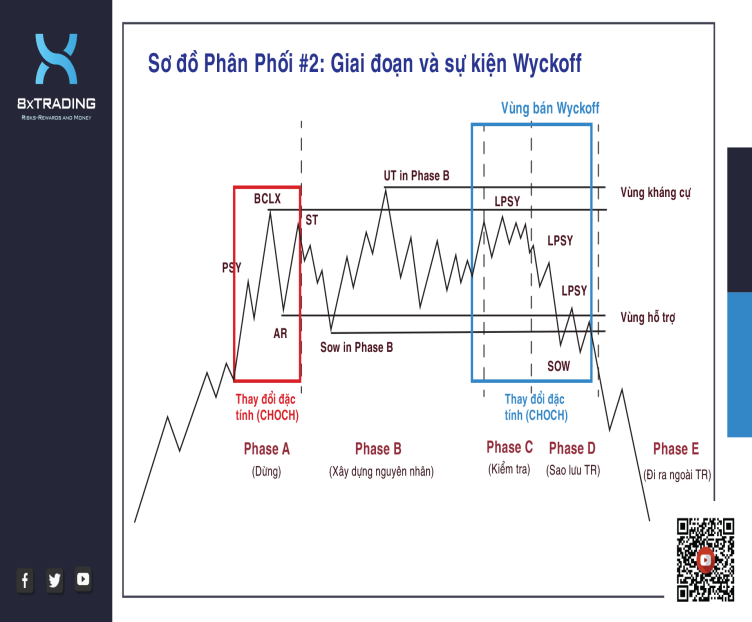 8xTRADING
RISKS-REWARDS AND MONEY
Sơ đồ Phân Phối #2: Giai đoạn và sự kiện Wyckoff
Vùng bán Wyckoff
UT in Phase B
Vùng kháng cự
BCLX
LPSY
ST
LPSY
PSY
LPSY
Vùng hỗ trợ
AR
Sow in Phase B
SOW
Thay đổi đặc
tính (CHOCH)
Thay đổi đặc
tính (CHOCH)
Phase A
(Dừng)
Phase B
(Xây dựng nguyên nhân)
Phase C
(Kiểm tra)
Phase D
(Sao lưu TR)
Phase E
(Đi ra ngoài TR)